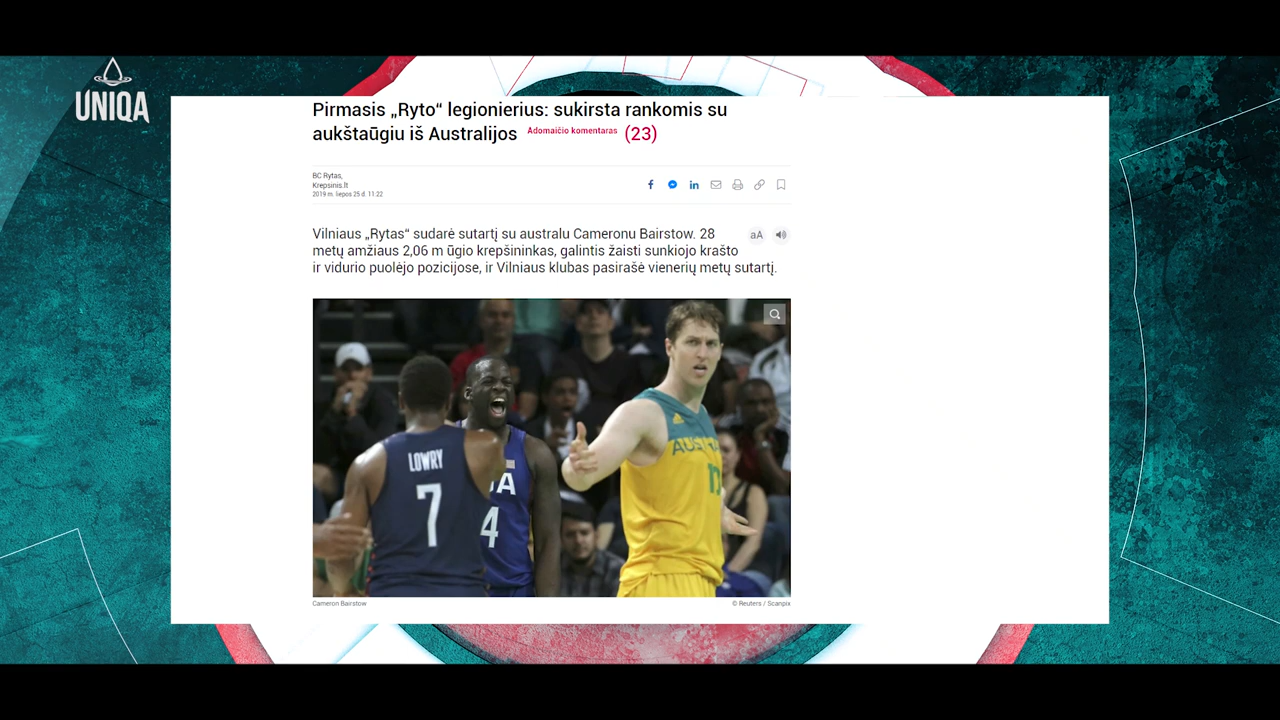 UNIQA
Pirmasis „Ryto“ legionierius: sukirsta rankomis su
aukštaūgiu iš Australijos Adomaičio komentaras (23)
BC Rytas,
Krepsinis.lt
2019 m. liepos 25 d. 11:22
f in
Vilniaus „Rytas“ sudarė sutartį su australu Cameronu Bairstow. 28 aA
metų amžiaus 2,06 m ūgio krepšininkas, galintis žaisti sunkiojo krašto
ir vidurio puolėjo pozicijose, ir Vilniaus klubas pasirašė vienerių metų sutartį.
LOWRY
7
A
4
AUSTRA
Cameron Bairstow © Reuters / Scanpix